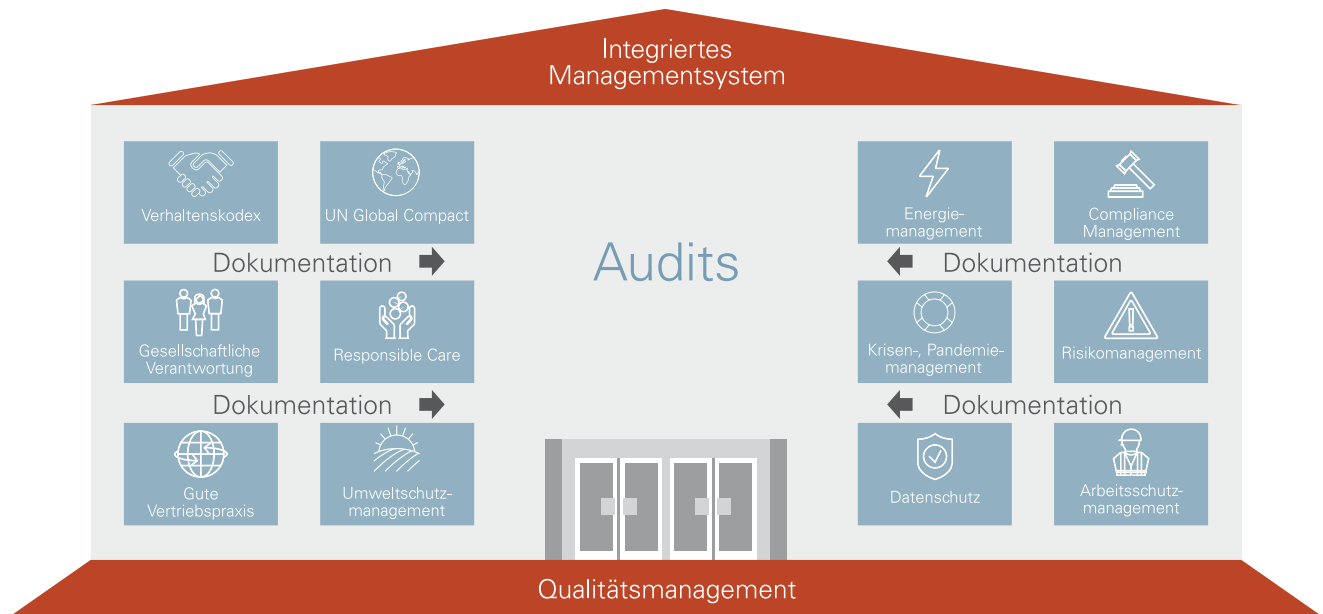 Integriertes
Managementsystem
Verhaltenskodex
UN Global Compact
Energie-
management
Compliance
Management
Dokumentation
Audits
Dokumentation
Gesellschaftliche
Verantwortung
Responsible Care
Krisen-, Pandemie-
management
Risikomanagement
Dokumentation
Dokumentation
Gute
Vertriebspraxis
Umweltschutz-
management
Datenschutz
Arbeitsschutz-
management
Qualitätsmanagement